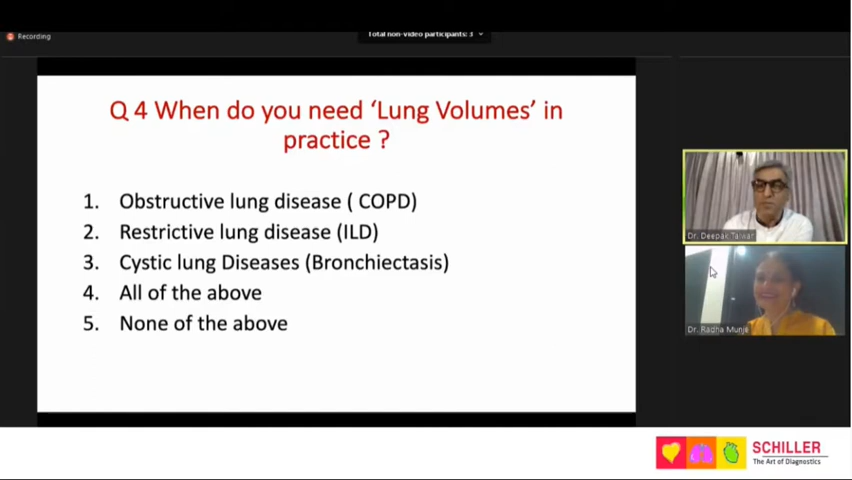 Recording
Total non-video participants: 3
Q 4 When do you need ‘Lung Volumes’ in
practice ?
1. Obstructive lung disease ( COPD)
2. Restrictive lung disease (ILD)
3. Cystic lung Diseases (Bronchiectasis)
4. All of the above
5. None of the above
Dr. Deepak Talwar
Dr. Radha Munje
SCHILLER
The Art of Diagnostics